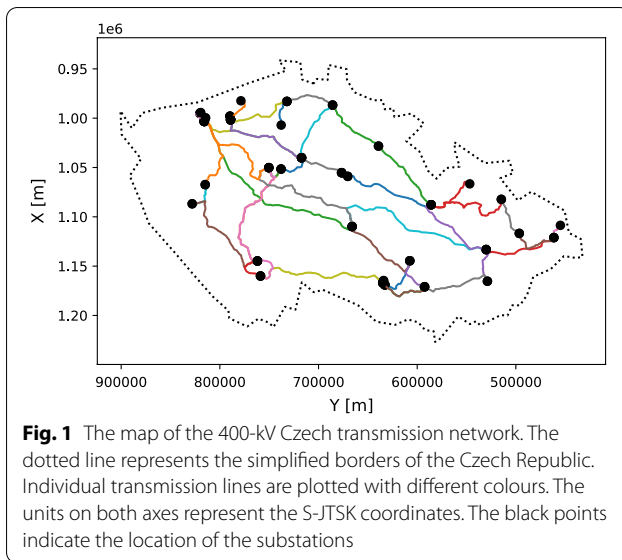 1e6
0.95
1.00
1.05
1.10
1.15
1.20
X [m]
900000 800000 700000 600000 500000
Y [m]
Fig. 1 The map of the 400-kV Czech transmission network. The
dotted line represents the simplified borders of the Czech Republic.
Individual transmission lines are plotted with different colours. The
units on both axes represent the S-JTSK coordinates. The black points
indicate the location of the substations